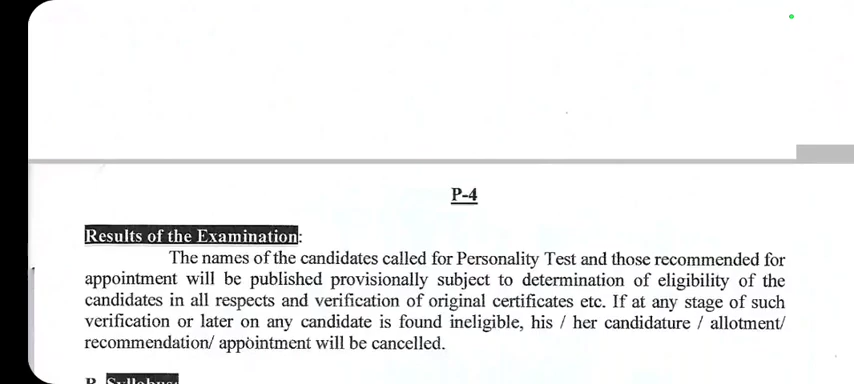 P-4
Results of the Examination:
The names of the candidates called for Personality Test and those recommended for
appointment will be published provisionally subject to determination of eligibility of the
candidates in all respects and verification of original certificates etc. If at any stage of such
verification or later on any candidate is found ineligible, his / her candidature / allotment/
recommendation/ appointment will be cancelled.
B. Syllabus: